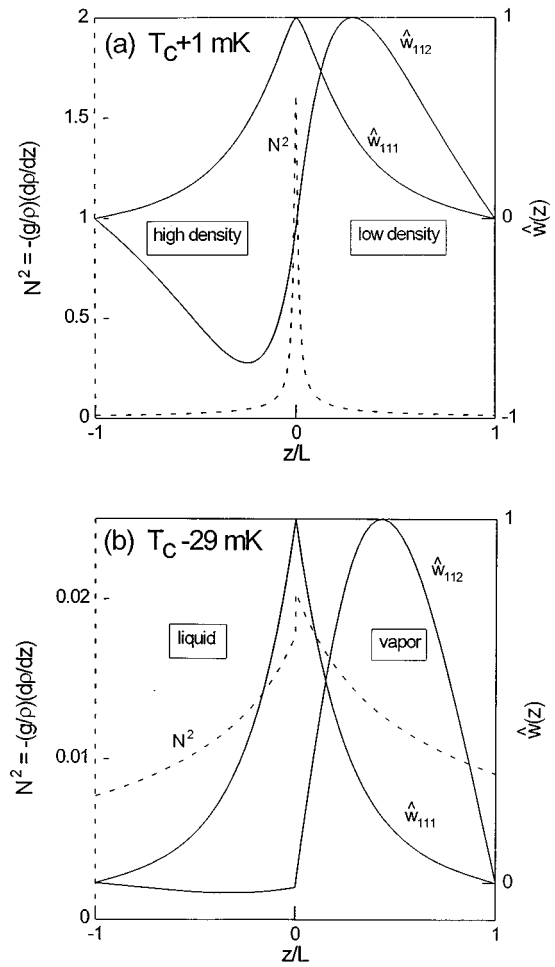 (a) T_C+1 mK
2
1.5
1
0.5
0
N² = -(g/ρ)(dρ/dz)
1
0
-1
ŵ(z)
ŵ₁₁₂
N²
ŵ₁₁₁
high density
low density
-1
0
1
z/L
(b) T_C -29 mK
0.02
0.01
0
N² = -(g/ρ)(dρ/dz)
1
0
ŵ(z)
ŵ₁₁₂
liquid
vapor
N²
ŵ₁₁₁
-1
0
1
z/L